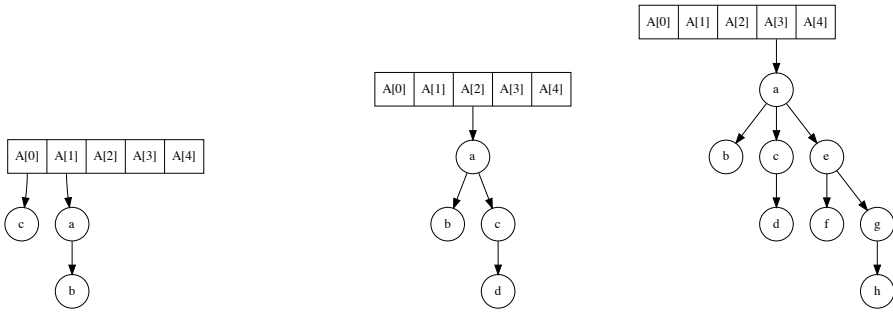 A[0] A[1] A[2] A[3] A[4]
c a
b
A[0] A[1] A[2] A[3] A[4]
a
b c
d
A[0] A[1] A[2] A[3] A[4]
a
b c e
d f g
h